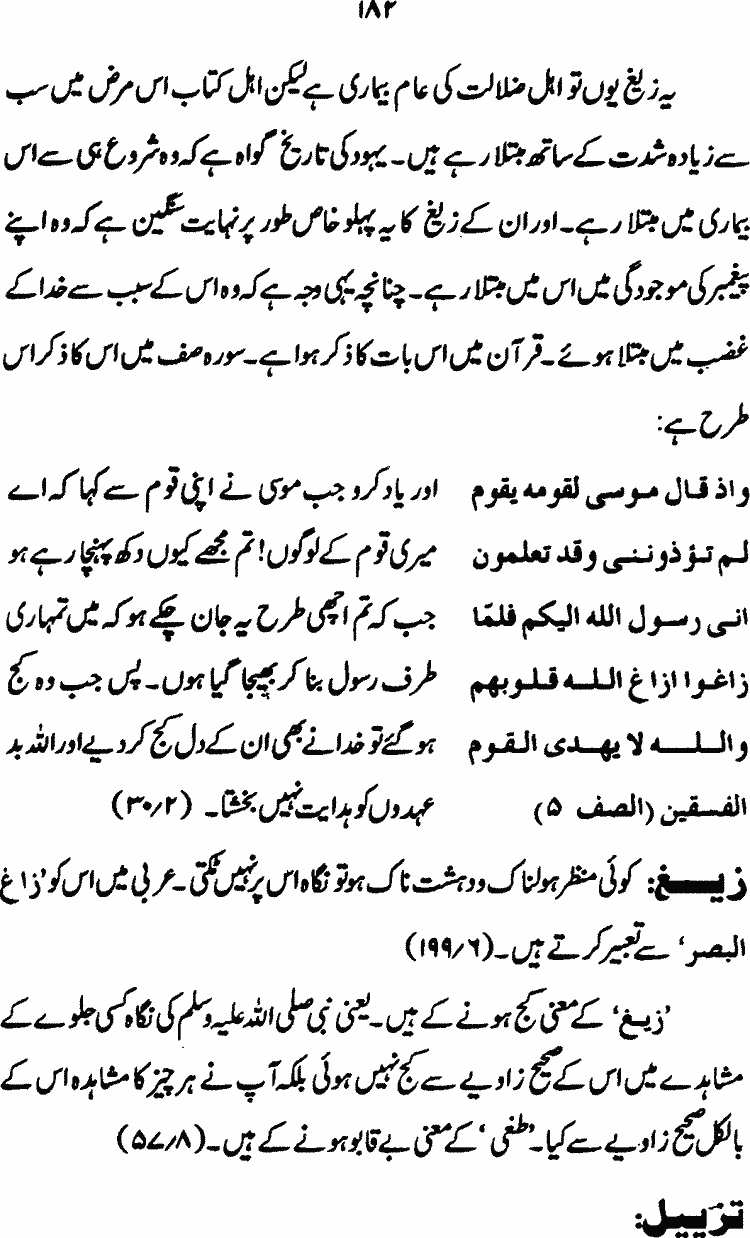 ۱۸۲
یہ زیغ یوں تو اھل ضلالت کی عام بیماری ہے لیکن اھل کتاب اس مرض میں سب
سے زیادہ شدت کے ساتھ مبتلا رہے ہیں۔ یہود کی تاریخ گواہ ہے کہ وہ شروع ہی سے اس
بیماری میں مبتلا رہے۔ اور ان کے زیغ کا یہ پہلو خاص طور پر نہایت سنگین ہے کہ وہ اپنے
پیغمبر کی موجودگی میں اس میں مبتلا رہے۔ چنانچہ یہی وجہ ہے کہ وہ اس کے سبب سے خدا کے
غضب میں مبتلا ہوئے۔ قرآن میں اس بات کا ذکر ہوا ہے۔ سورہ صف میں اس کا ذکر اس
طرح ہے:
واذ قال موسی لقومه یقوم اور یاد کرو جب موسی نے اپنی قوم سے کہا کہ اے
لم تؤذوننی وقد تعلمون میری قوم کے لوگوں! تم مجھے کیوں دکھ پہنچا رہے ہو
انی رسول الله الیکم فلمّا جب کہ تم اچھی طرح یہ جان چکے ہو کہ میں تمہاری
زاغوا ازاغ الله قلوبهم طرف رسول بنا کر بھیجا گیا ہوں۔ پس جب وہ کج
والله لا یهدی القوم ہو گئے تو خدا نے بھی ان کے دل کج کر دیے اور اللہ بد
الفسقین (الصف ۵) عہدوں کو ہدایت نہیں بخشتا۔ (۳۰/۲)
زیغ: کوئی منظر ہولناک و دہشت ناک ہو تو نگاہ اس پر نہیں ٹکتی۔ عربی میں اس کو ’زاغ
البصر‘ سے تعبیر کرتے ہیں۔ (۱۹۹/۶)
’زیغ‘ کے معنی کج ہونے کے ہیں۔ یعنی نبی صلی اللہ علیہ وسلم کی نگاہ کسی جلوے کے
مشاہدے میں اس کے صحیح زاویے سے کج نہیں ہوئی بلکہ آپ نے ہر چیز کا مشاہدہ اس کے
بالکل صحیح زاویے سے کیا۔ ’طغی‘ کے معنی بے قابو ہونے کے ہیں۔ (۵۷/۸)
تزییل: